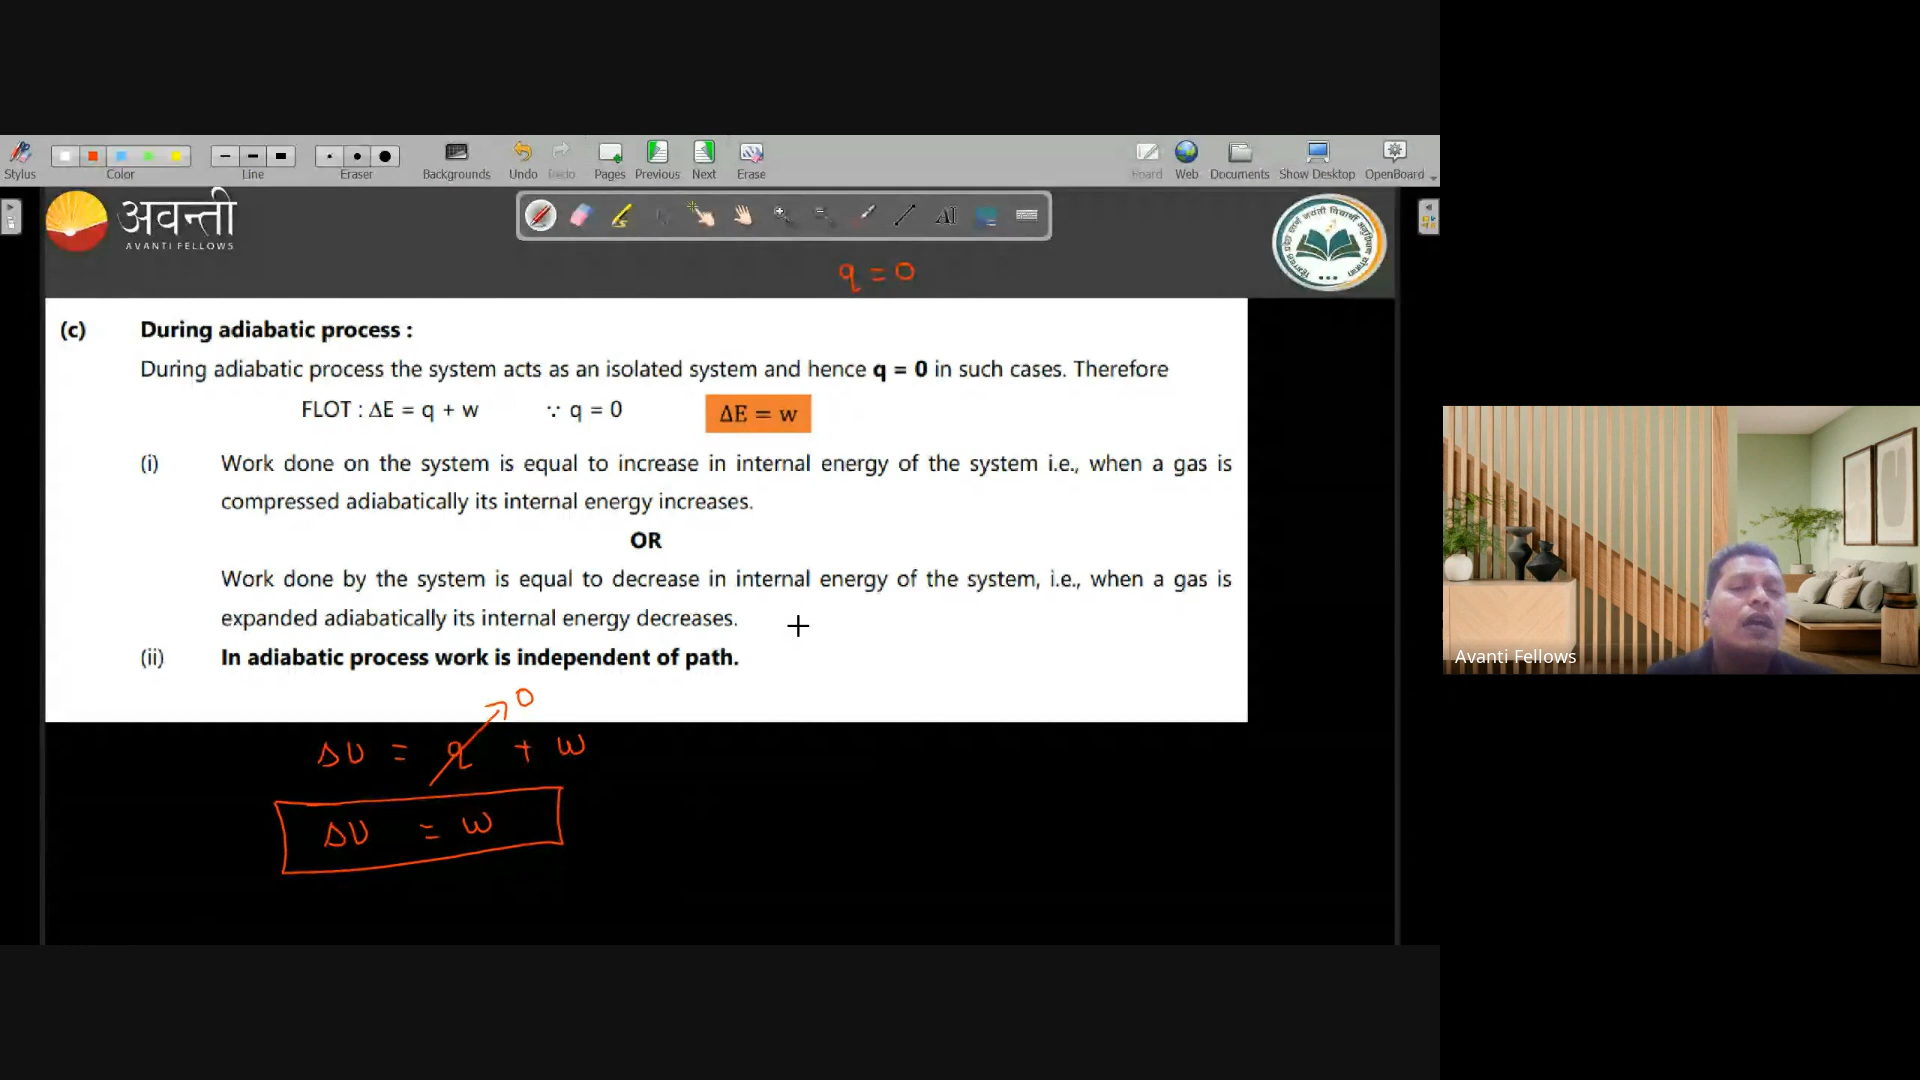 Stylus
Color
Line
Eraser
Backgrounds
Undo
Redo
Pages
Previous
Next
Erase
Board
Web
Documents
Show Desktop
OpenBoard
अवन्ती
AVANTI FELLOWS
q = 0
(c) During adiabatic process :
During adiabatic process the system acts as an isolated system and hence q = 0 in such cases. Therefore
FLOT : ΔE = q + w ∵ q = 0 ΔE = w
(i) Work done on the system is equal to increase in internal energy of the system i.e., when a gas is
compressed adiabatically its internal energy increases.
OR
Work done by the system is equal to decrease in internal energy of the system, i.e., when a gas is
expanded adiabatically its internal energy decreases.
(ii) In adiabatic process work is independent of path.
0
ΔU = q + w
ΔU = w
Avanti Fellows